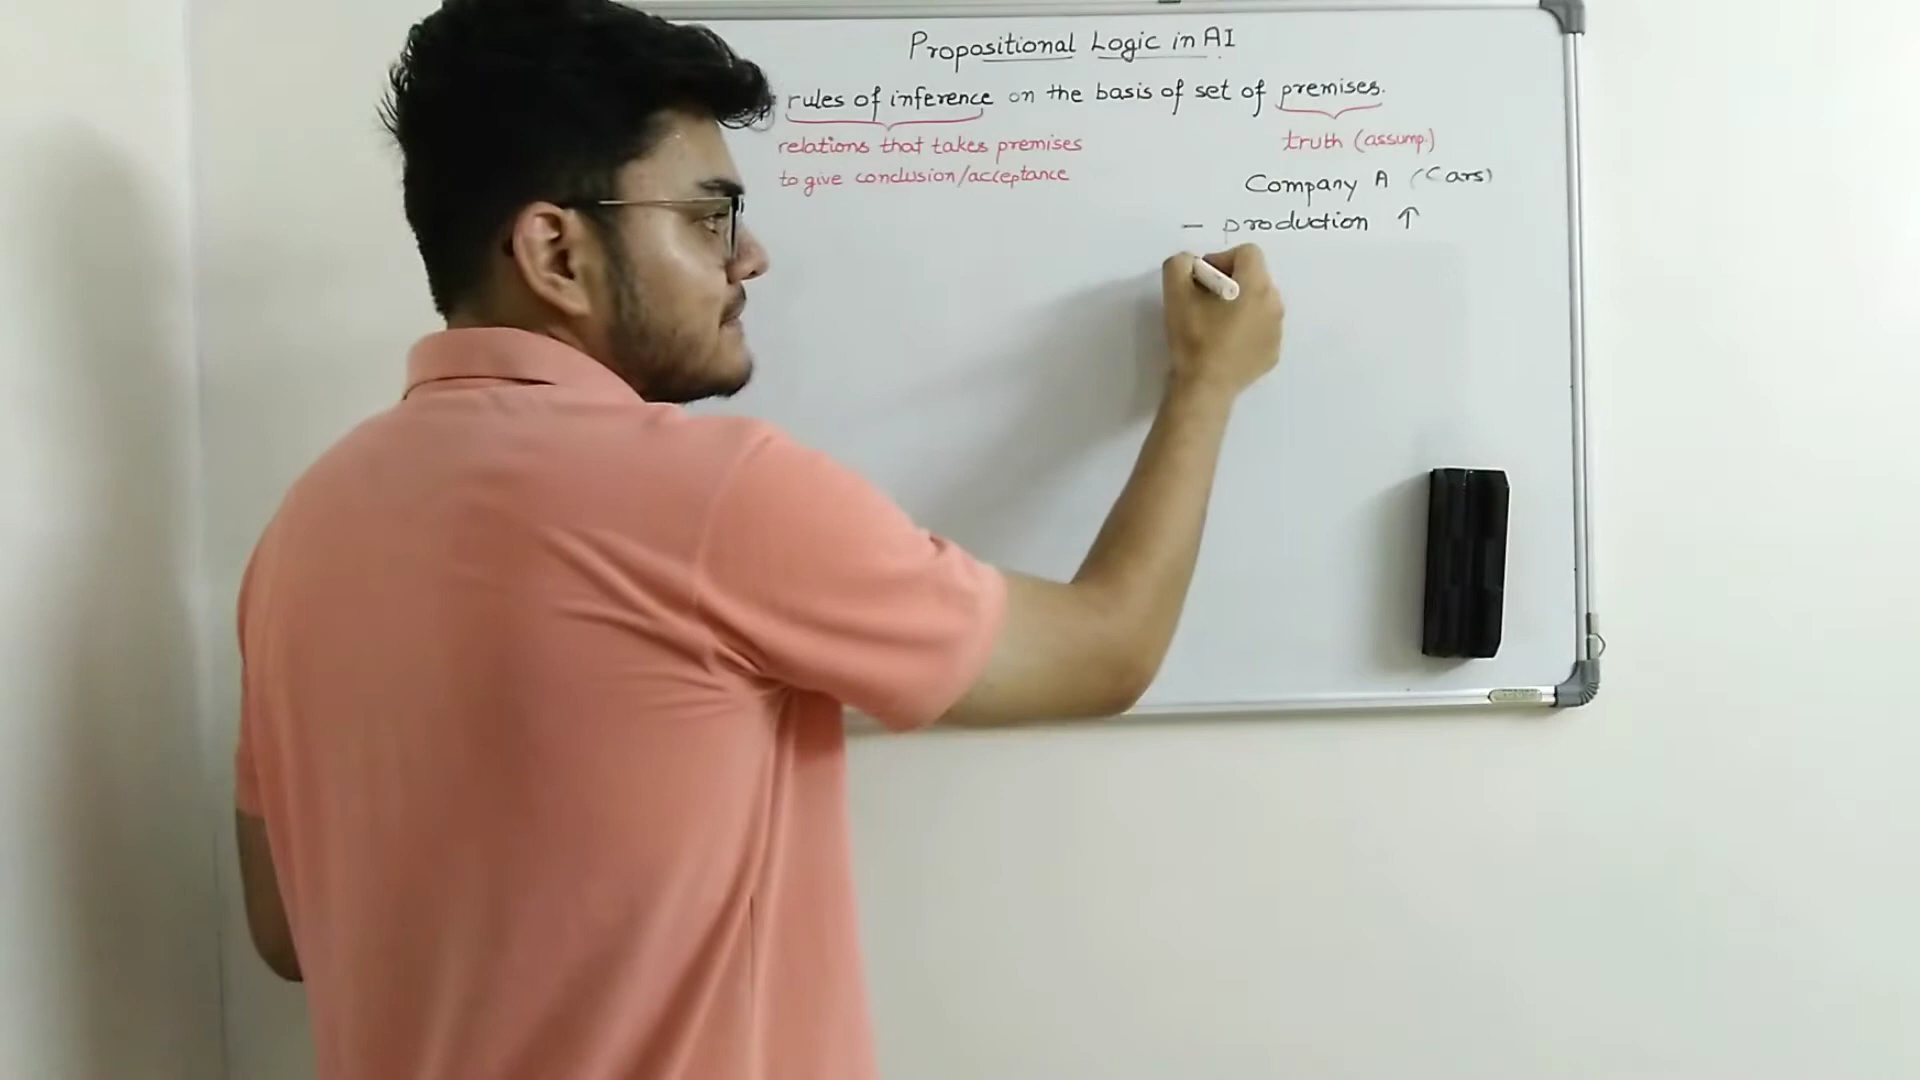 Propositional Logic in AI
rules of inference on the basis of set of premises.
relations that takes premises
to give conclusion/acceptance
truth (assump.)
Company A (Cars)
- production ↑